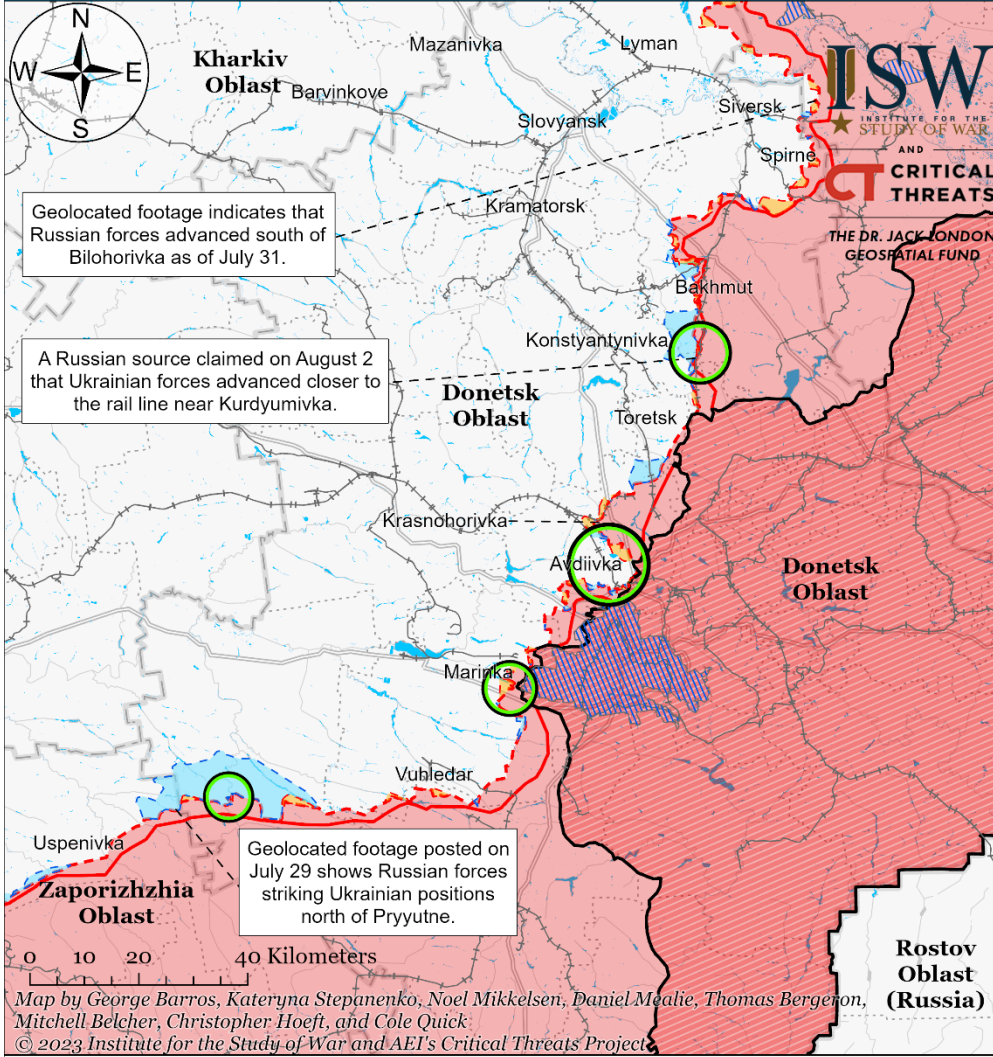 N
W
E
S
Kharkiv
Oblast
Mazanivka
Lyman
Barvinkove
Slovyansk
Siversk
Spirne
Kramatorsk
ISW
INSTITUTE FOR THE
STUDY OF WAR
AND
CT CRITICAL
THREATS
THE DR. JACK LONDON
GEOSPATIAL FUND
Geolocated footage indicates that
Russian forces advanced south of
Bilohorivka as of July 31.
Bakhmut
Konstyantynivka
A Russian source claimed on August 2
that Ukrainian forces advanced closer to
the rail line near Kurdyumivka.
Donetsk
Oblast
Toretsk
Krasnohorivka
Avdiivka
Donetsk
Oblast
Marinka
Vuhledar
Uspenivka
Geolocated footage posted on
July 29 shows Russian forces
striking Ukrainian positions
north of Pryyutne.
Zaporizhzhia
Oblast
Rostov
Oblast
(Russia)
0 10 20 40 Kilometers
Map by George Barros, Kateryna Stepanenko, Noel Mikkelsen, Daniel Mealie, Thomas Bergeron,
Mitchell Belcher, Christopher Hoeft, and Cole Quick
© 2023 Institute for the Study of War and AEI's Critical Threats Project